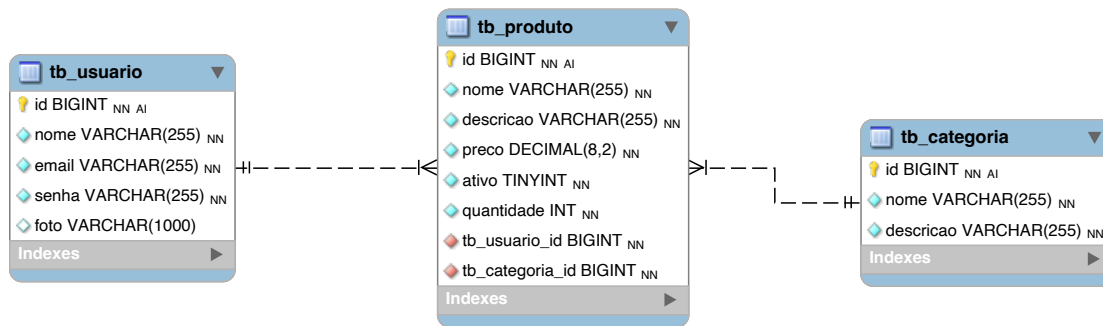 tb_usuario
id BIGINT NN AI
nome VARCHAR(255) NN
email VARCHAR(255) NN
senha VARCHAR(255) NN
foto VARCHAR(1000)
Indexes
tb_produto
id BIGINT NN AI
nome VARCHAR(255) NN
descricao VARCHAR(255) NN
preco DECIMAL(8,2) NN
ativo TINYINT NN
quantidade INT NN
tb_usuario_id BIGINT NN
tb_categoria_id BIGINT NN
Indexes
tb_categoria
id BIGINT NN AI
nome VARCHAR(255) NN
descricao VARCHAR(255) NN
Indexes